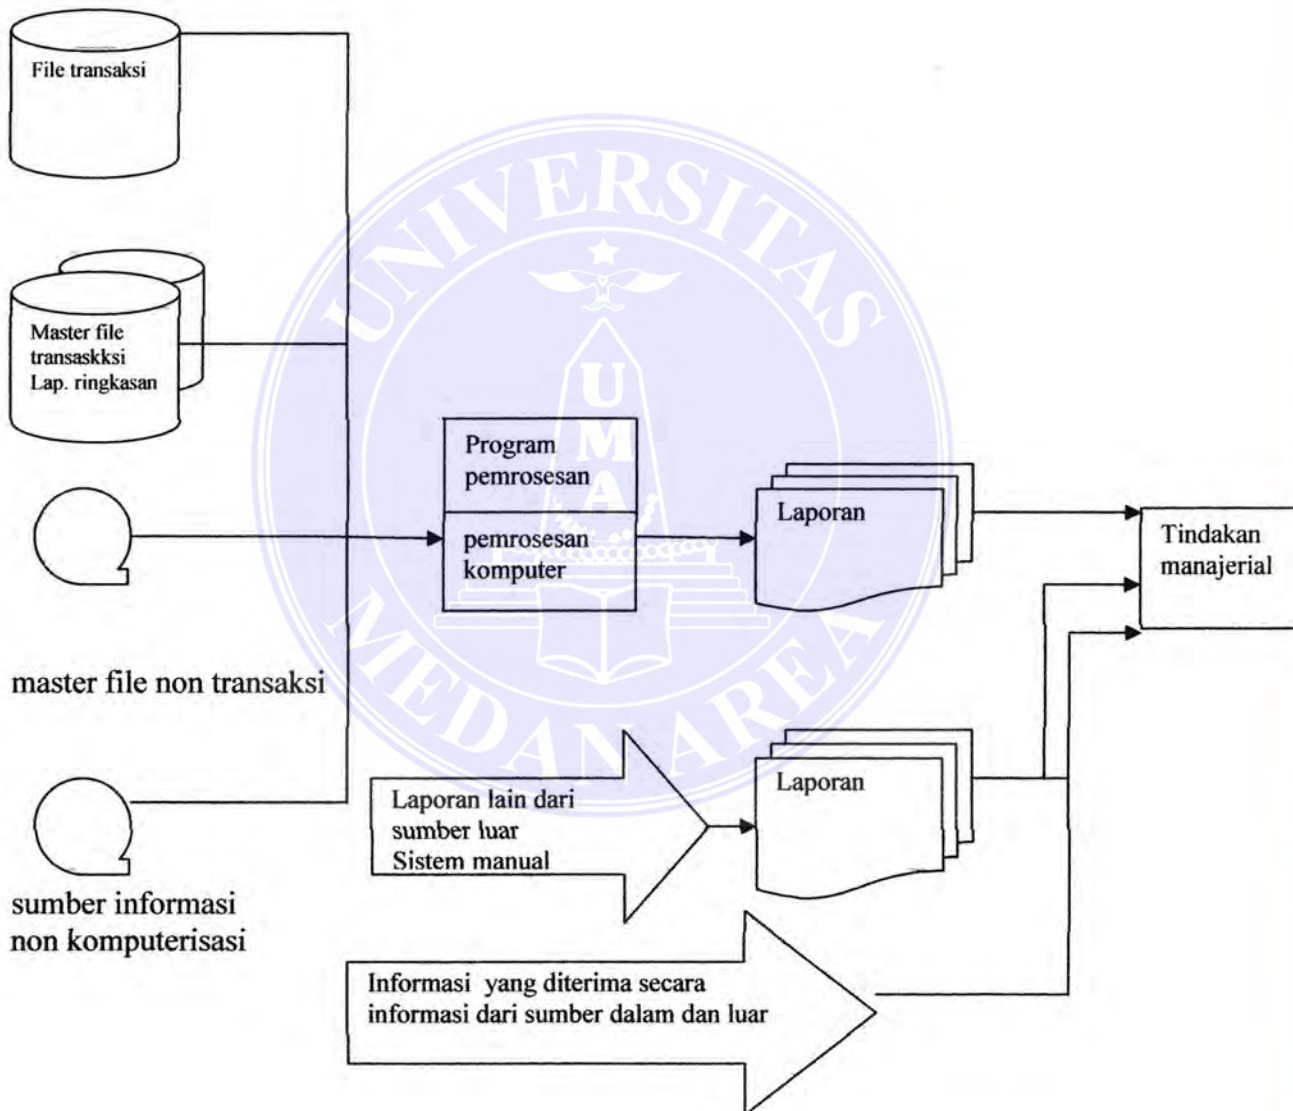 File transaksi
Master file
transaskksi
Lap. ringkasan
Program
pemrosesan
pemrosesan
komputer
Laporan
Tindakan
manajerial
master file non transaksi
Laporan lain dari
sumber luar
Sistem manual
Laporan
sumber informasi
non komputerisasi
Informasi yang diterima secara
informasi dari sumber dalam dan luar
UNIVERSITAS
UMA
MEDAN AREA